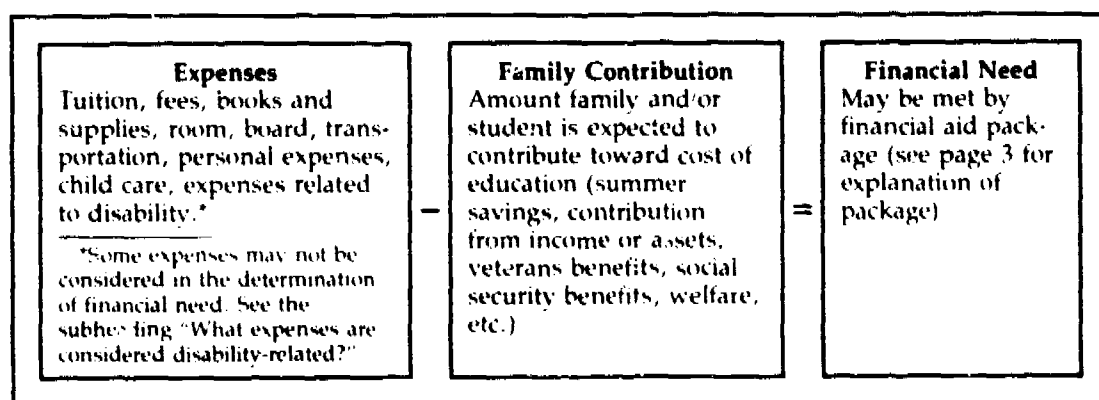 Expenses
Tuition, fees, books and
supplies, room, board, trans-
portation, personal expenses,
child care, expenses related
to disability.*
*Some expenses may not be
considered in the determination
of financial need. See the
subheading "What expenses are
considered disability-related?"
–
Family Contribution
Amount family and/or
student is expected to
contribute toward cost of
education (summer
savings, contribution
from income or assets,
veterans benefits, social
security benefits, welfare,
etc.)
=
Financial Need
May be met by
financial aid pack-
age (see page 3 for
explanation of
package)